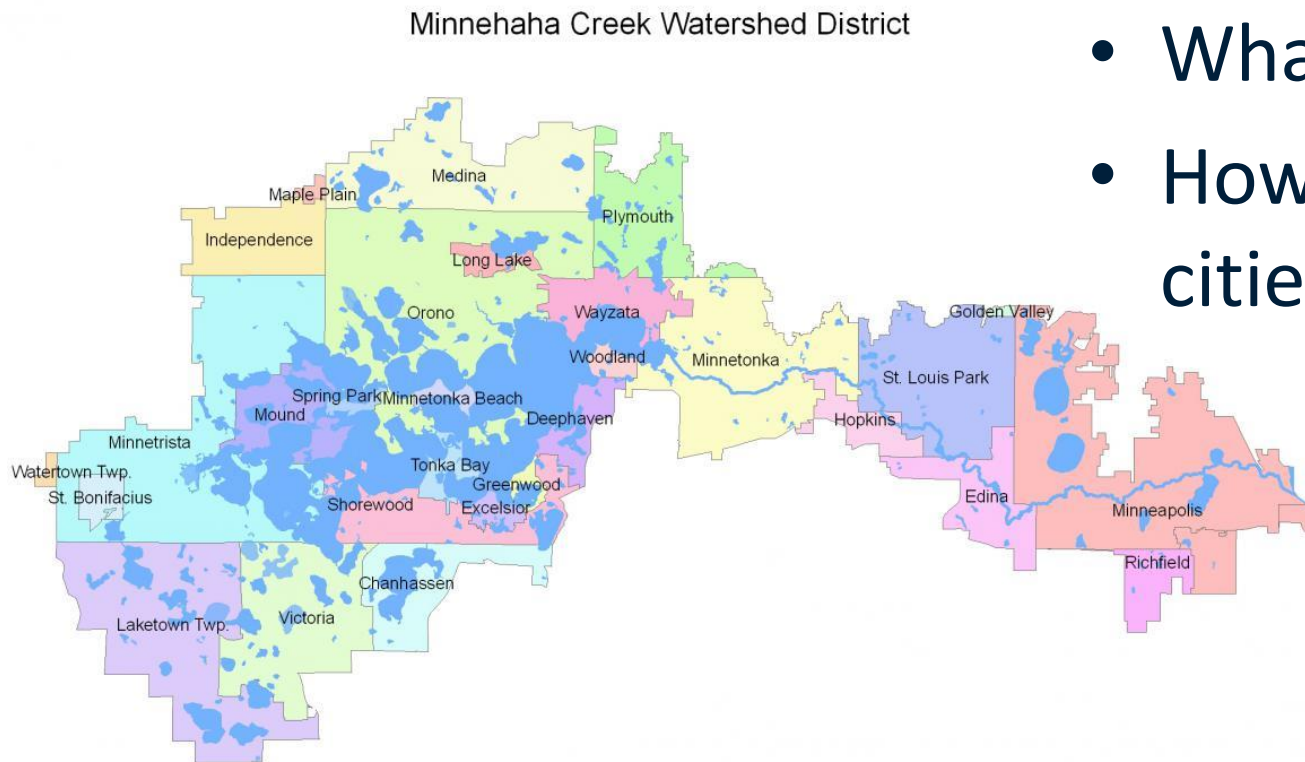 Minnehaha Creek Watershed District
• Wha
• How
citie
Medina
Maple Plain
Plymouth
Independence
Long Lake
Orono
Wayzata
Golden Valley
Woodland
Minnetonka
St. Louis Park
Spring Park
Minnetonka Beach
Mound
Deephaven
Hopkins
Minnetrista
Tonka Bay
Watertown Twp.
Greenwood
St. Bonifacius
Shorewood
Excelsior
Edina
Minneapolis
Richfield
Chanhassen
Victoria
Laketown Twp.